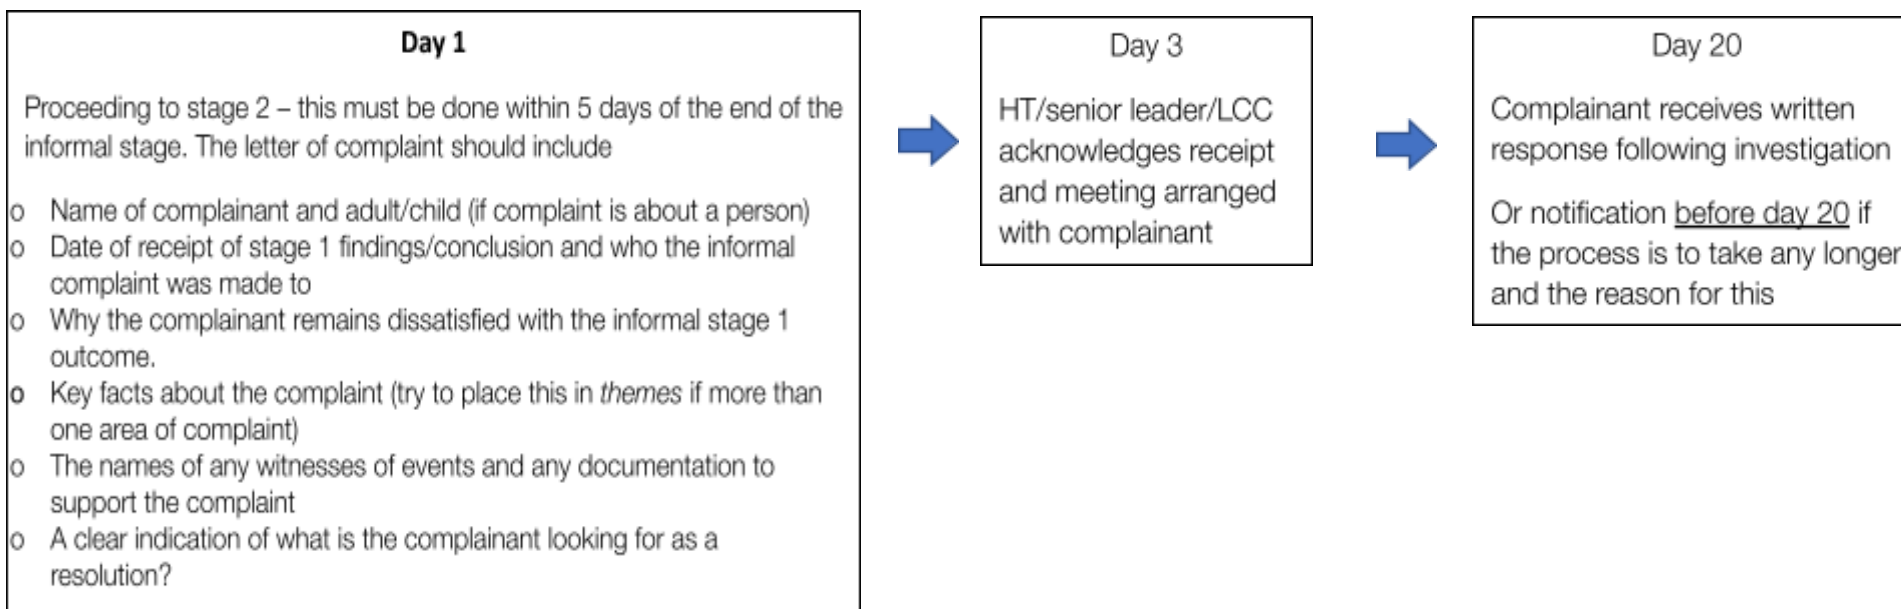 Day 1
Proceeding to stage 2 – this must be done within 5 days of the end of the
informal stage. The letter of complaint should include
o Name of complainant and adult/child (if complaint is about a person)
o Date of receipt of stage 1 findings/conclusion and who the informal
complaint was made to
o Why the complainant remains dissatisfied with the informal stage 1
outcome.
o Key facts about the complaint (try to place this in themes if more than
one area of complaint)
o The names of any witnesses of events and any documentation to
support the complaint
o A clear indication of what is the complainant looking for as a
resolution?
Day 3
HT/senior leader/LCC
acknowledges receipt
and meeting arranged
with complainant
Day 20
Complainant receives written
response following investigation
Or notification before day 20 if
the process is to take any longer
and the reason for this